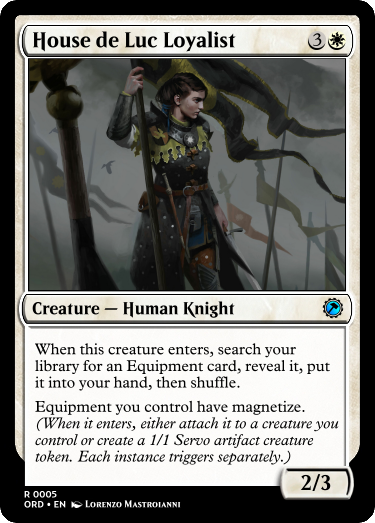 House de Luc Loyalist 3
Creature — Human Knight
When this creature enters, search your
library for an Equipment card, reveal it, put
it into your hand, then shuffle.
Equipment you control have magnetize.
(When it enters, either attach it to a creature you
control or create a 1/1 Servo artifact creature
token. Each instance triggers separately.)
2/3
R 0005
ORD • EN Lorenzo Mastroianni